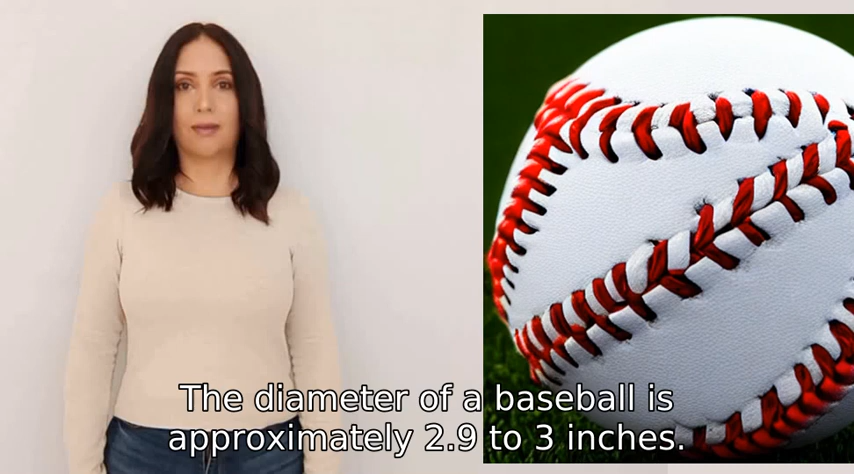 The diameter of a baseball is
approximately 2.9 to 3 inches.